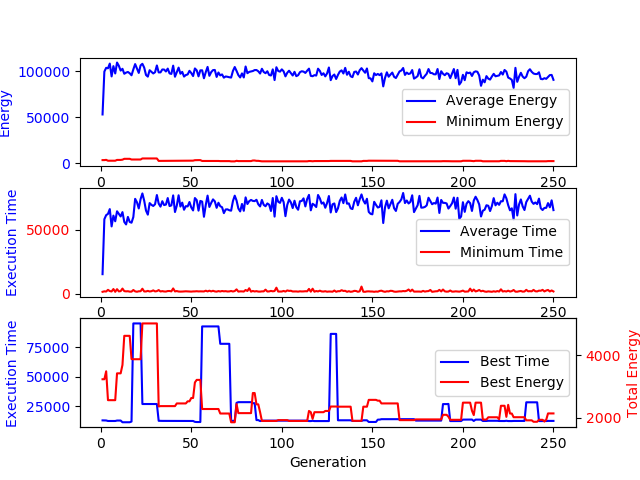 Energy
100000
50000
0
Average Energy
Minimum Energy
0 50 100 150 200 250
Execution Time
50000
0
Average Time
Minimum Time
0 50 100 150 200 250
Execution Time
75000
50000
25000
Best Time
Best Energy
4000
2000
Total Energy
0 50 100 150 200 250
Generation